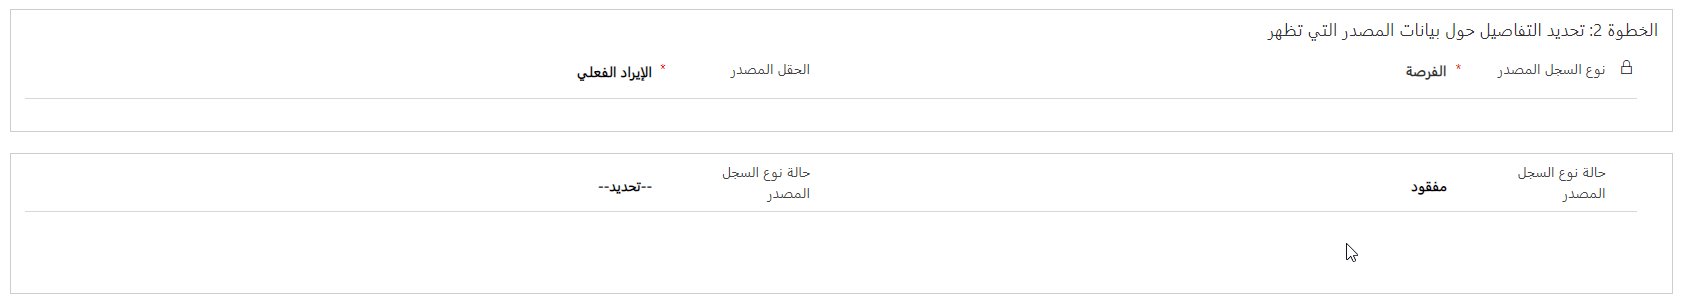 الخطوة 2: تحديد التفاصيل حول بيانات المصدر التي تظهر
نوع السجل المصدر * الفرصة
الحقل المصدر * الإيراد الفعلي
حالة نوع السجل
المصدر
مفقود
حالة نوع السجل
المصدر
--تحديد--